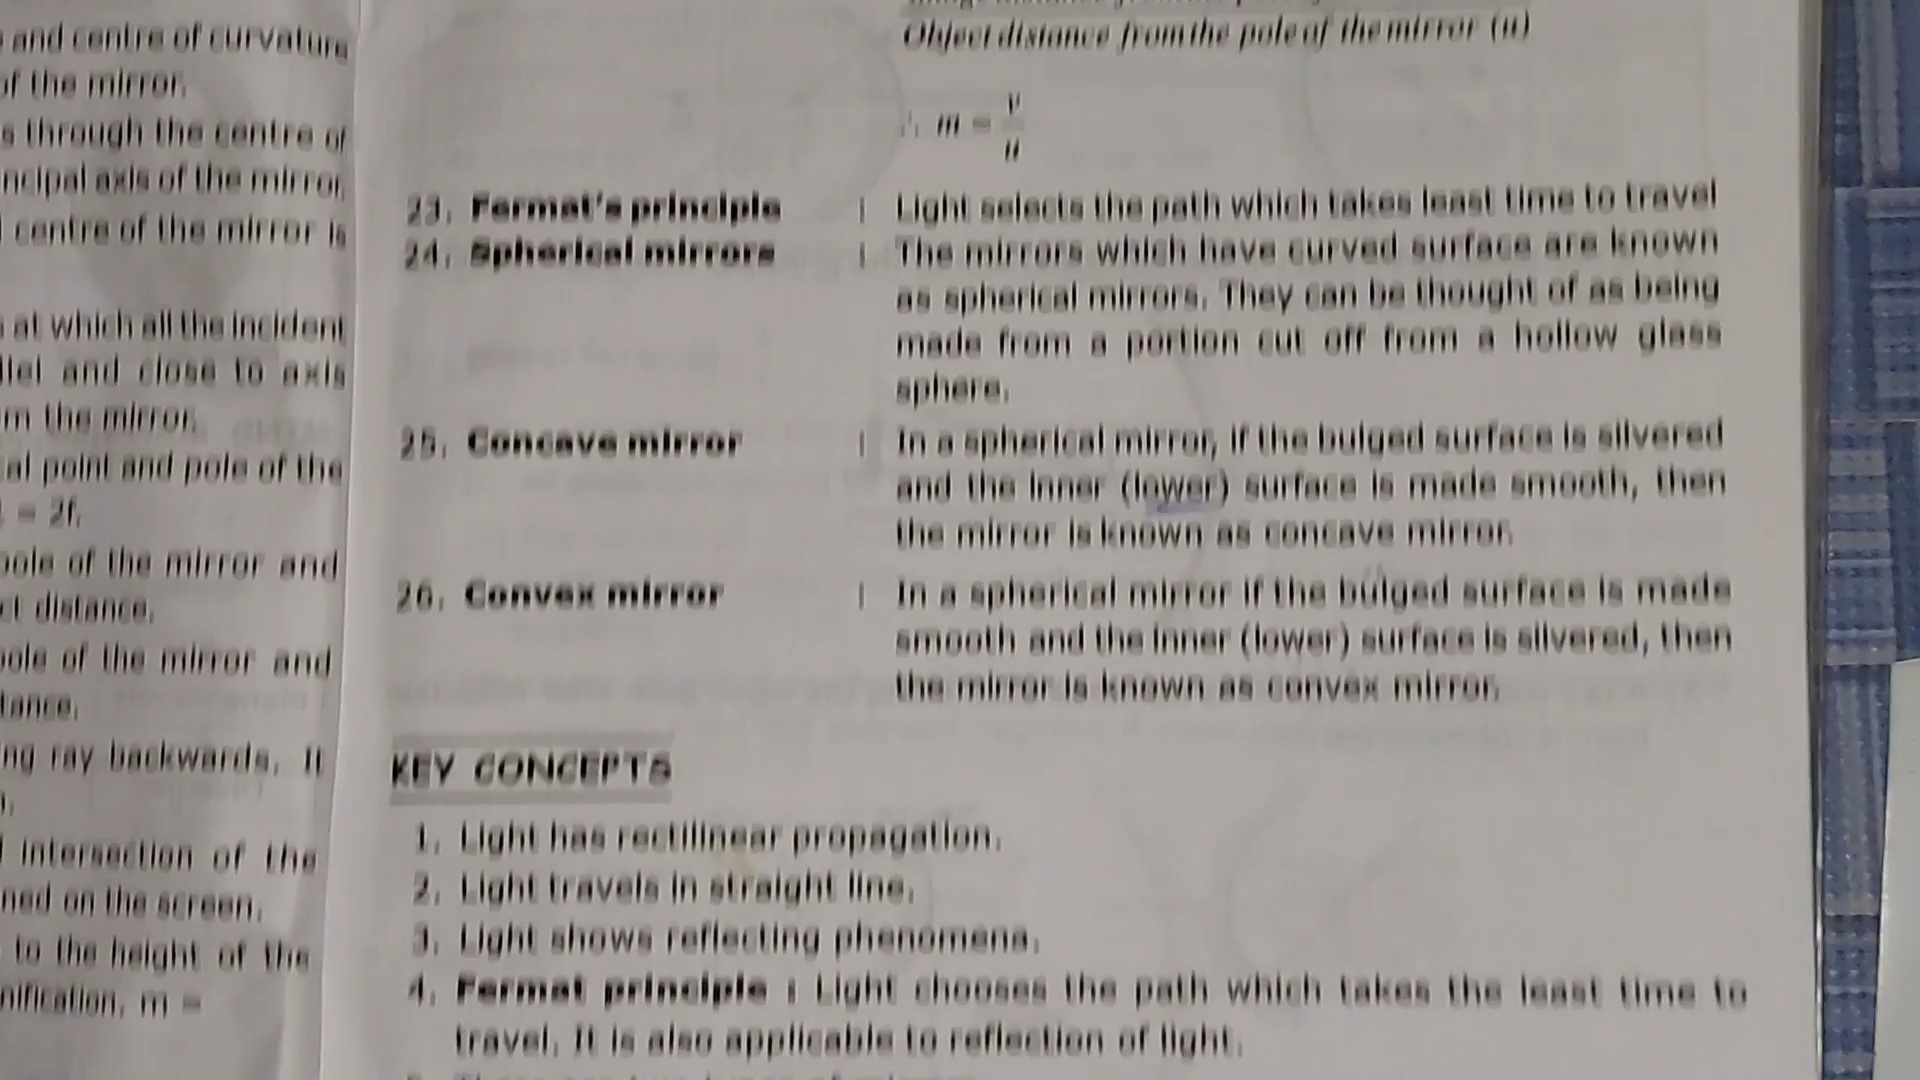 and centre of curvature
of the mirror.
s through the centre of
ncipal axis of the mirror.
centre of the mirror is
at which all the incident
llel and close to axis
m the mirror.
al point and pole of the
= 2f.
pole of the mirror and
ct distance.
pole of the mirror and
tance.
ng ray backwards. It
intersection of the
ned on the screen.
to the height of the
nification. m =
Object distance from the pole of the mirror (u)
∴ m = v/u
23. Fermat's principle : Light selects the path which takes least time to travel
24. Spherical mirrors : The mirrors which have curved surface are known
as spherical mirrors. They can be thought of as being
made from a portion cut off from a hollow glass
sphere.
25. Concave mirror : In a spherical mirror, if the bulged surface is silvered
and the inner (lower) surface is made smooth, then
the mirror is known as concave mirror.
26. Convex mirror : In a spherical mirror if the bulged surface is made
smooth and the inner (lower) surface is silvered, then
the mirror is known as convex mirror.
KEY CONCEPTS
1. Light has rectilinear propagation.
2. Light travels in straight line.
3. Light shows reflecting phenomena.
4. Fermat principle : Light chooses the path which takes the least time to
travel. It is also applicable to reflection of light.